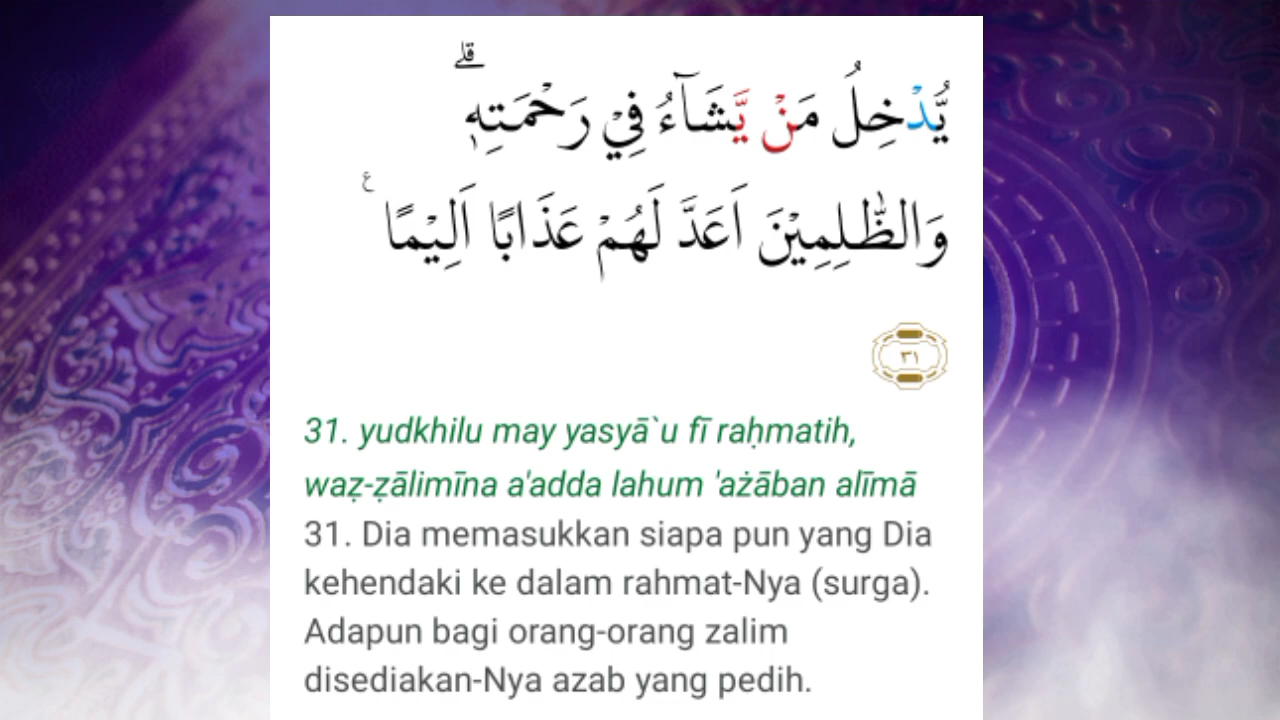 يُّدْخِلُ مَنْ يَّشَاۤءُ فِيْ رَحْمَتِهٖۗ
وَالظّٰلِمِيْنَ اَعَدَّ لَهُمْ عَذَابًا اَلِيْمًا ࣖ
٣١
31. yudkhilu may yasyā`u fī raḥmatih,
waẓ-ẓālimīna a'adda lahum 'ażāban alīmā
31. Dia memasukkan siapa pun yang Dia
kehendaki ke dalam rahmat-Nya (surga).
Adapun bagi orang-orang zalim
disediakan-Nya azab yang pedih.